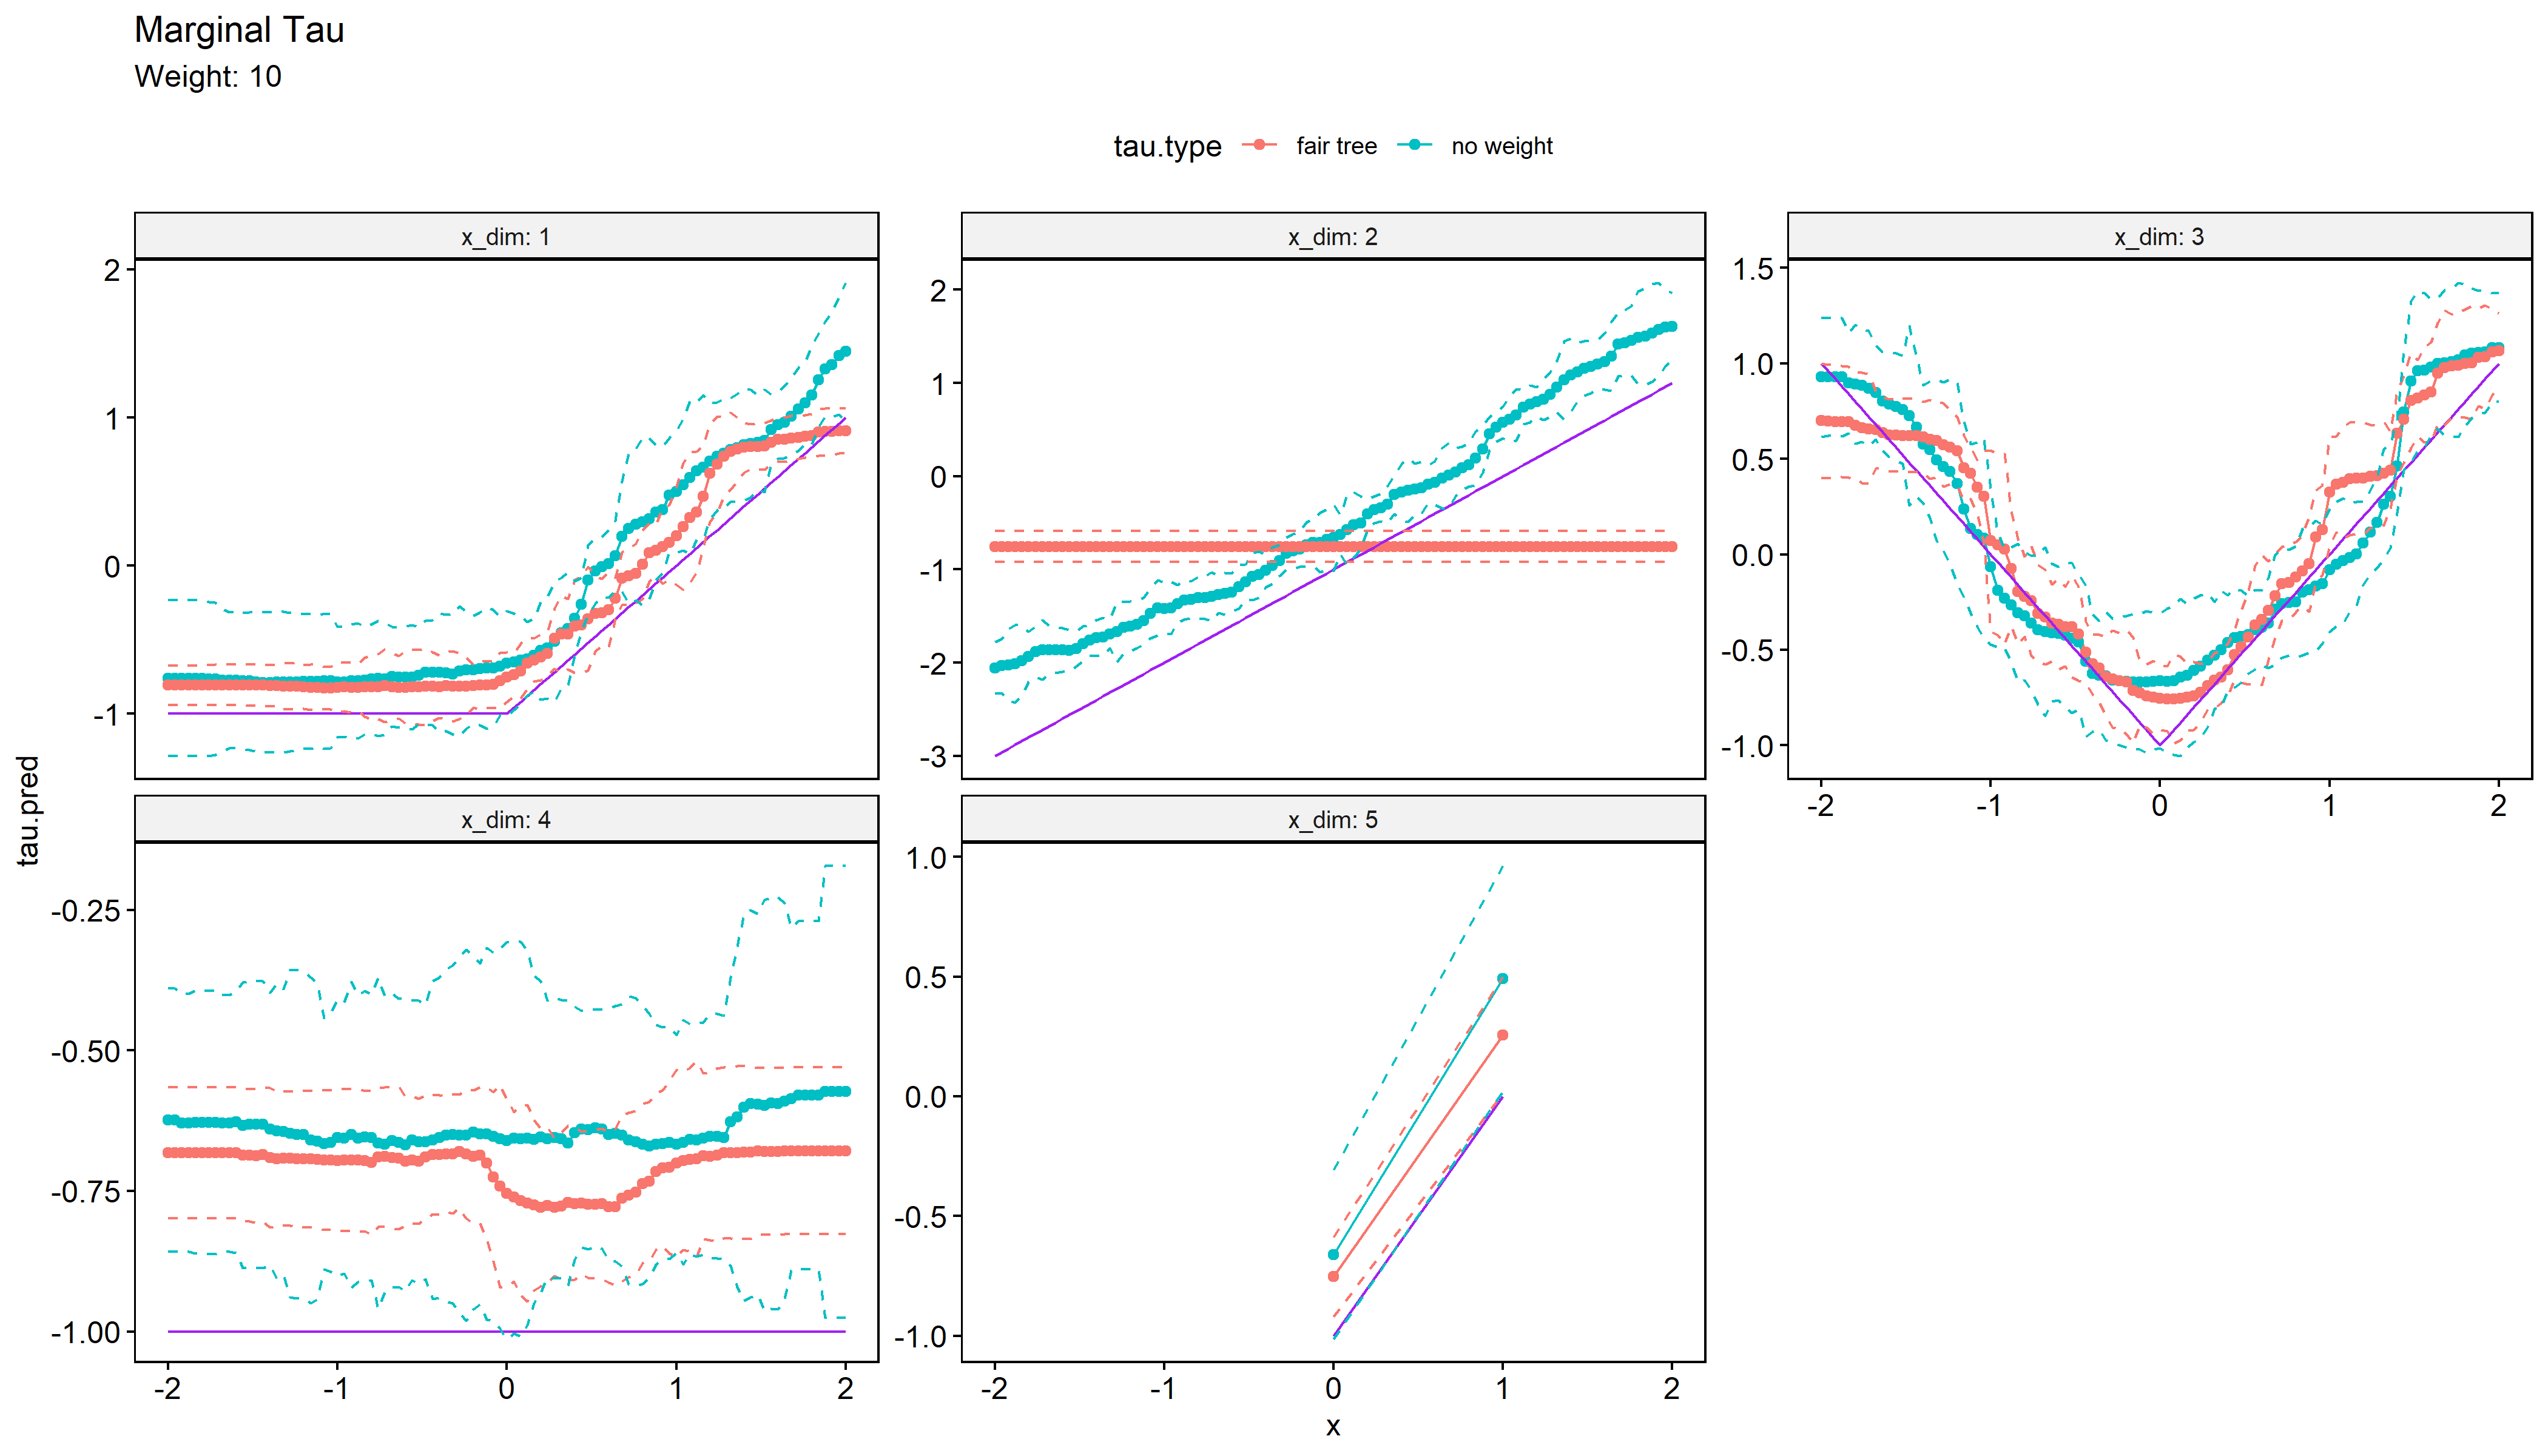 Marginal Tau
Weight: 10
tau.type fair tree no weight
x_dim: 1
2
1
0
-1
x_dim: 2
2
1
0
-1
-2
-3
x_dim: 3
1.5
1.0
0.5
0.0
-0.5
-1.0
-2 -1 0 1 2
tau.pred
x_dim: 4
-0.25
-0.50
-0.75
-1.00
-2 -1 0 1 2
x_dim: 5
1.0
0.5
0.0
-0.5
-1.0
-2 -1 0 1 2
x